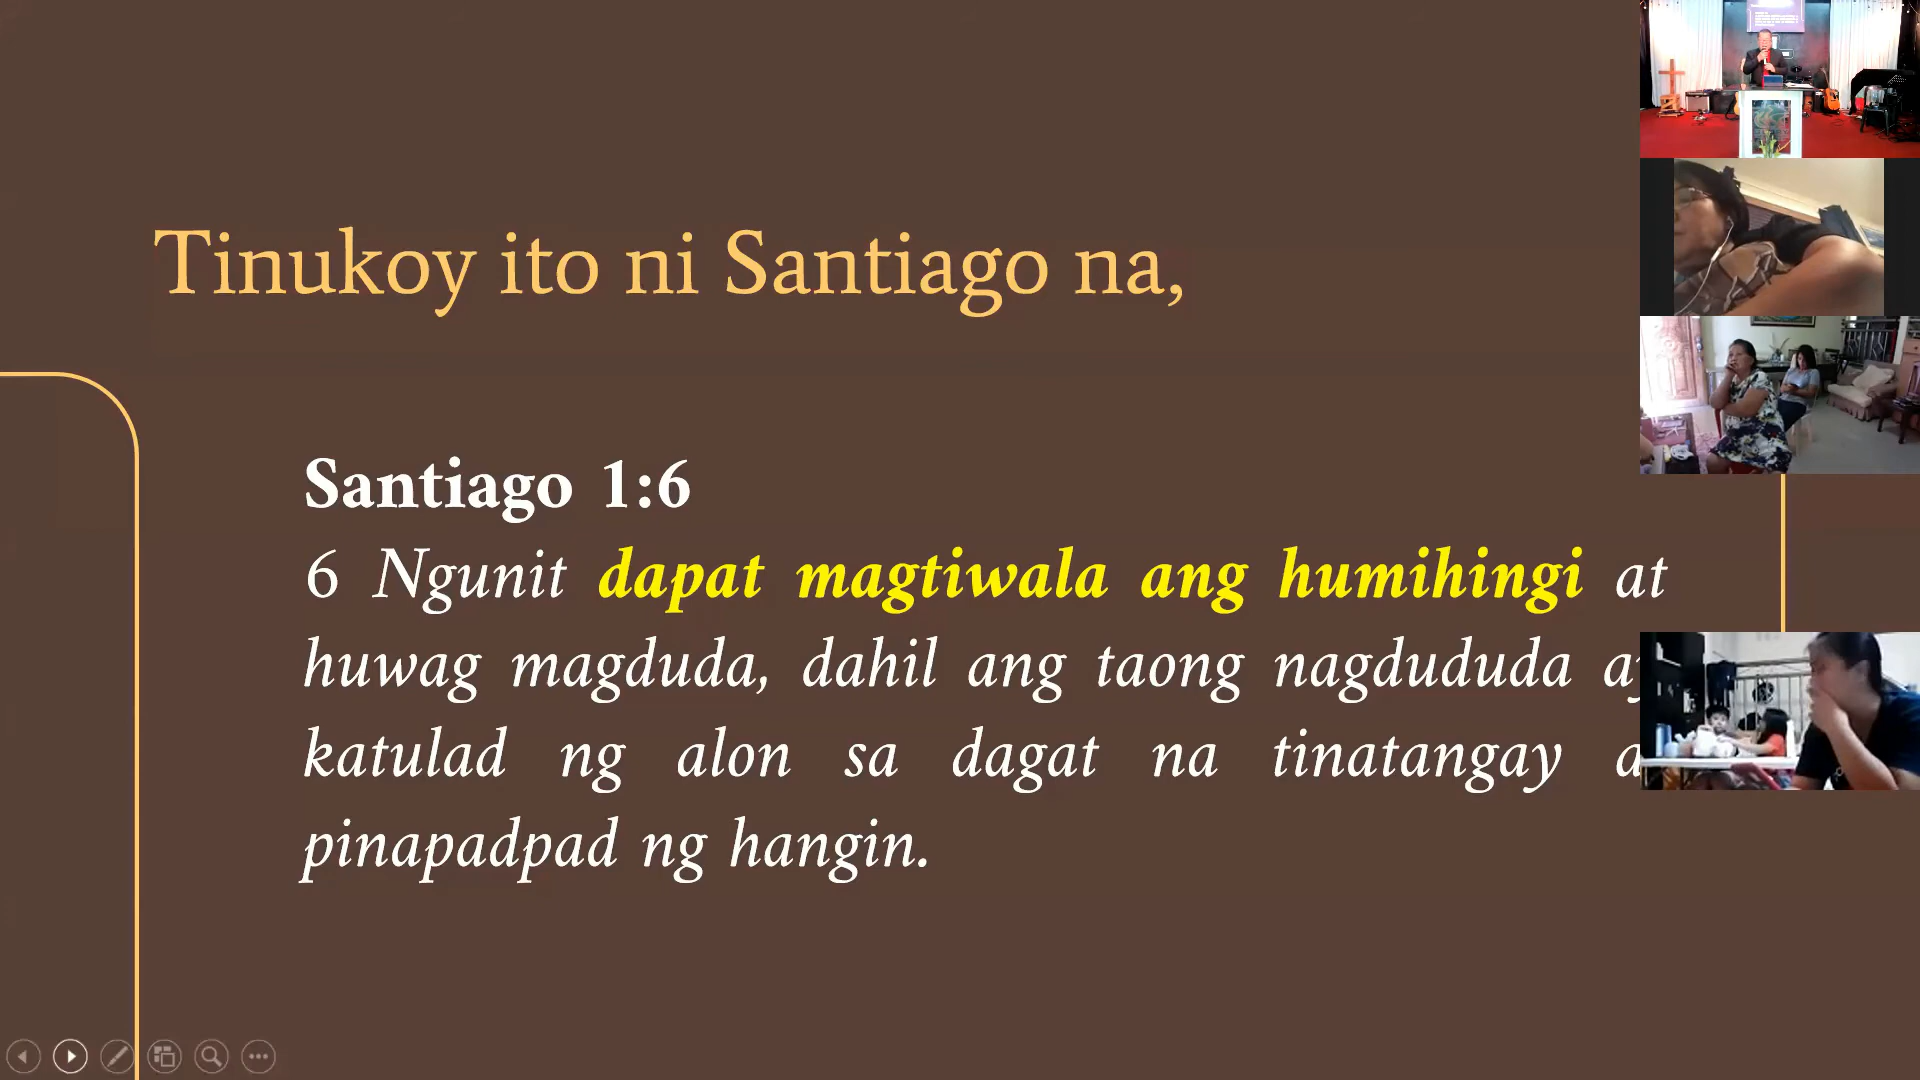 Tinukoy ito ni Santiago na,
Santiago 1:6
6 Ngunit dapat magtiwala ang humihingi at
huwag magduda, dahil ang taong nagdududa
katulad ng alon sa dagat na tinatangay
pinapadpad ng hangin.